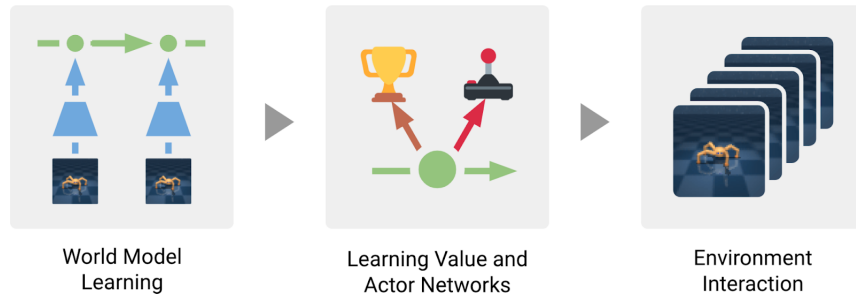 World Model
Learning
Learning Value and
Actor Networks
Environment
Interaction